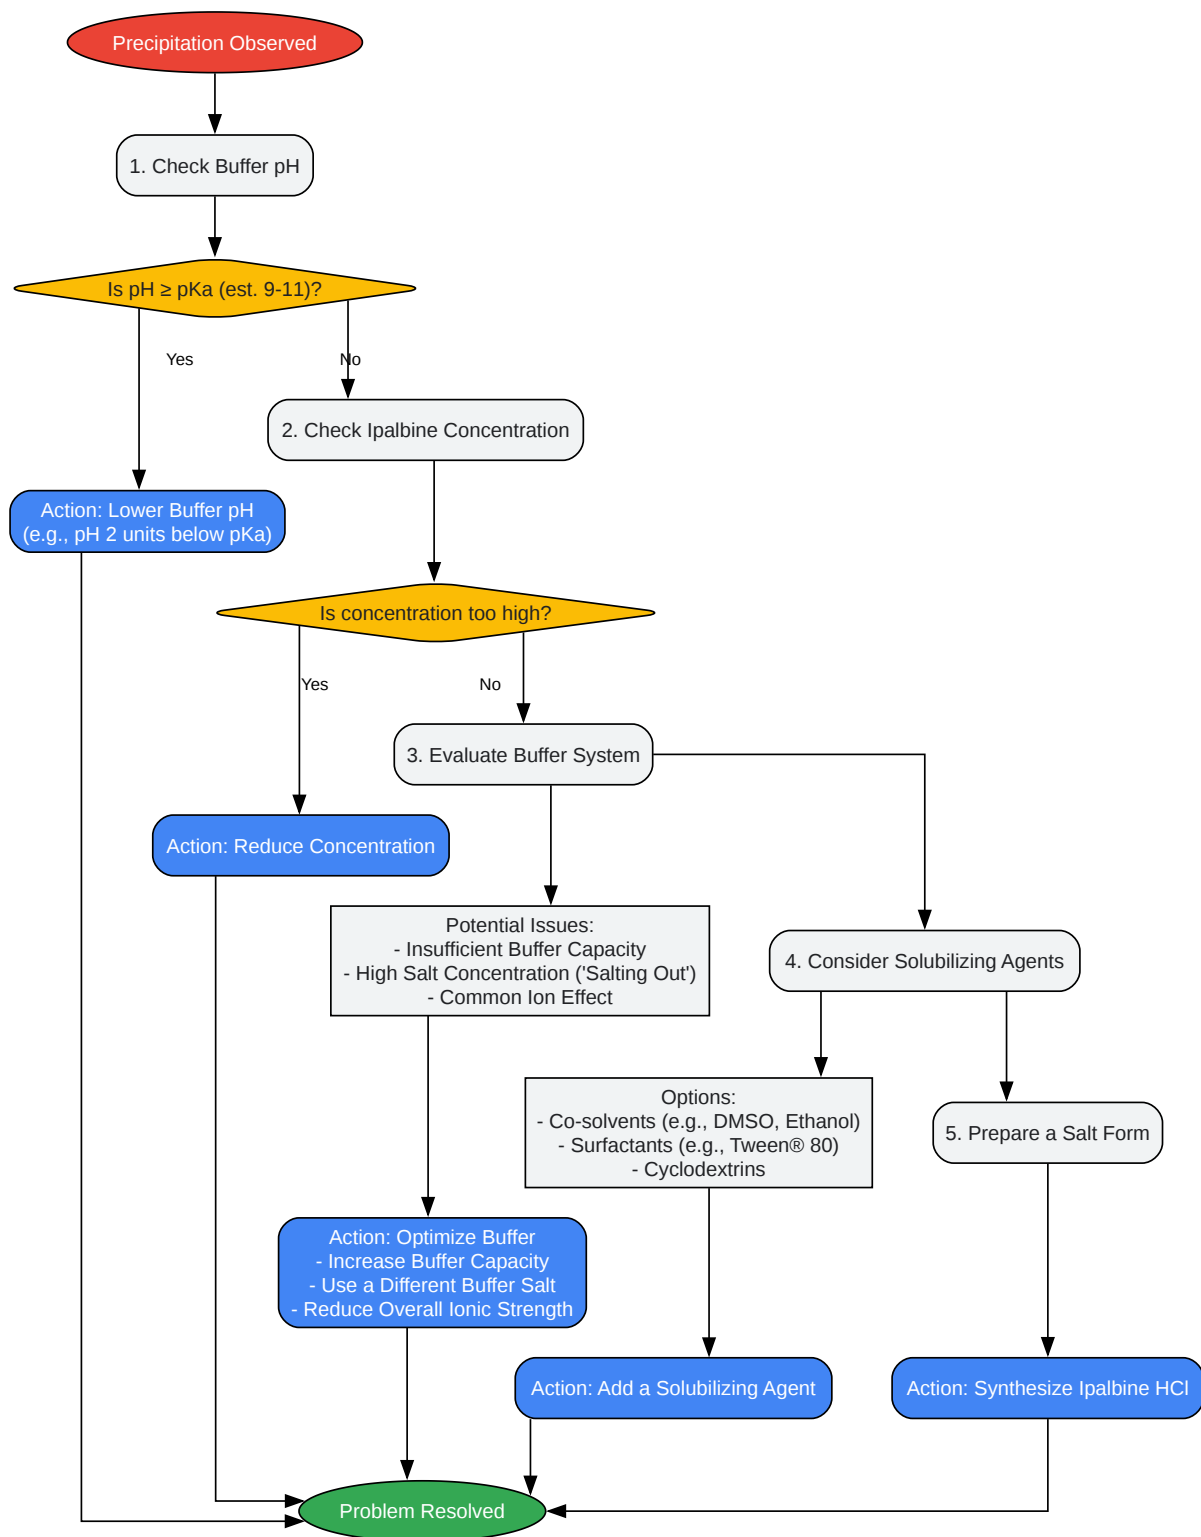 Precipitation Observed
1. Check Buffer pH
Is pH ≥ pKa (est. 9-11)?
Yes
No
2. Check Ipalbine Concentration
Action: Lower Buffer pH
(e.g., pH 2 units below pKa)
Is concentration too high?
Yes
No
3. Evaluate Buffer System
Action: Reduce Concentration
Potential Issues:
- Insufficient Buffer Capacity
- High Salt Concentration ('Salting Out')
- Common Ion Effect
4. Consider Solubilizing Agents
Options:
- Co-solvents (e.g., DMSO, Ethanol)
- Surfactants (e.g., Tween® 80)
- Cyclodextrins
5. Prepare a Salt Form
Action: Optimize Buffer
- Increase Buffer Capacity
- Use a Different Buffer Salt
- Reduce Overall Ionic Strength
Action: Add a Solubilizing Agent
Action: Synthesize Ipalbine HCl
Problem Resolved